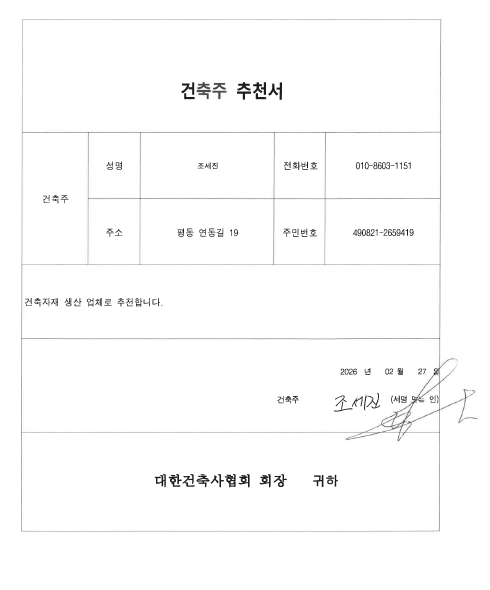 건축주 추천서
건축주 성명 조세진 전화번호 010-8603-1151
주소 평동 연동길 19 주민번호 490821-2659419
건축자재 생산 업체로 추천합니다.
2026 년 02 월 27 일
건축주 조세진 (서명 또는 인)
대한건축사협회 회장 귀하